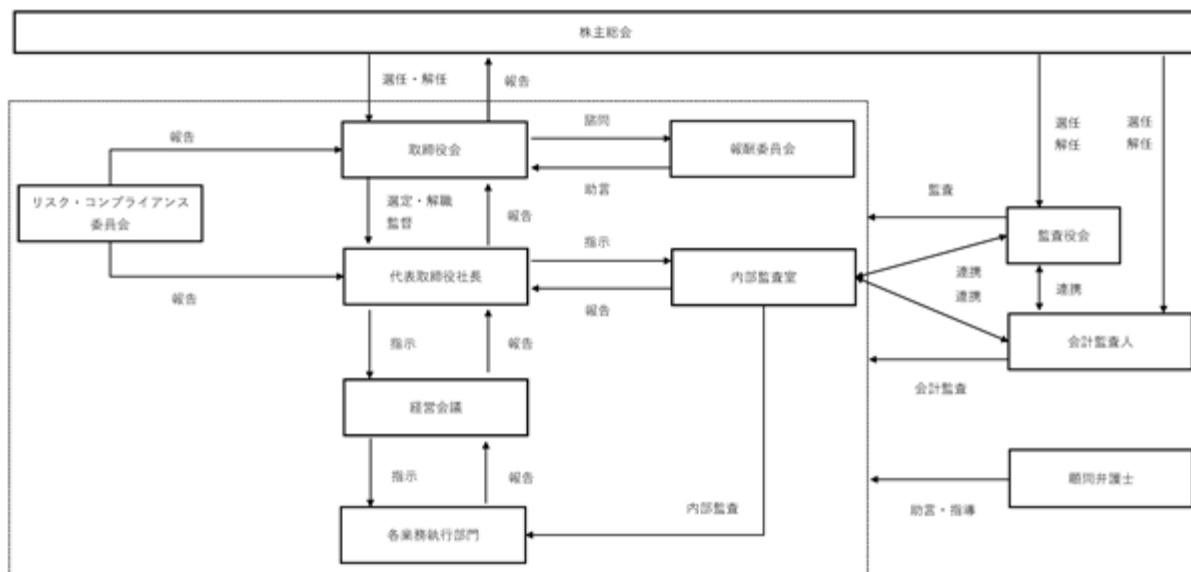 株主総会
選任・解任
報告
選任
解任
選任
解任
報告
取締役会
諮問
報酬委員会
助言
リスク・コンプライアンス
委員会
選定・解職
監督
報告
監査
監査役会
指示
代表取締役社長
内部監査室
報告
報告
連携
連携
連携
指示
報告
会計監査人
会計監査
経営会議
指示
報告
顧問弁護士
助言・指導
内部監査
各業務執行部門